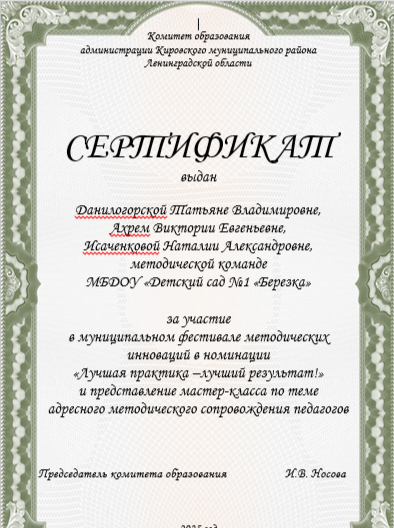 Комитет образования
администрации Кировского муниципального района
Ленинградской области
СЕРТИФИКАТ
выдан
Данилогорской Татьяне Владимировне,
Ахрем Виктории Евгеньевне,
Исаченковой Наталии Александровне,
методической команде
МБДОУ «Детский сад №1 «Березка»
за участие
в муниципальном фестивале методических
инноваций в номинации
«Лучшая практика –лучший результат!»
и представление мастер-класса по теме
адресного методического сопровождения педагогов
Председатель комитета образования И.В. Носова